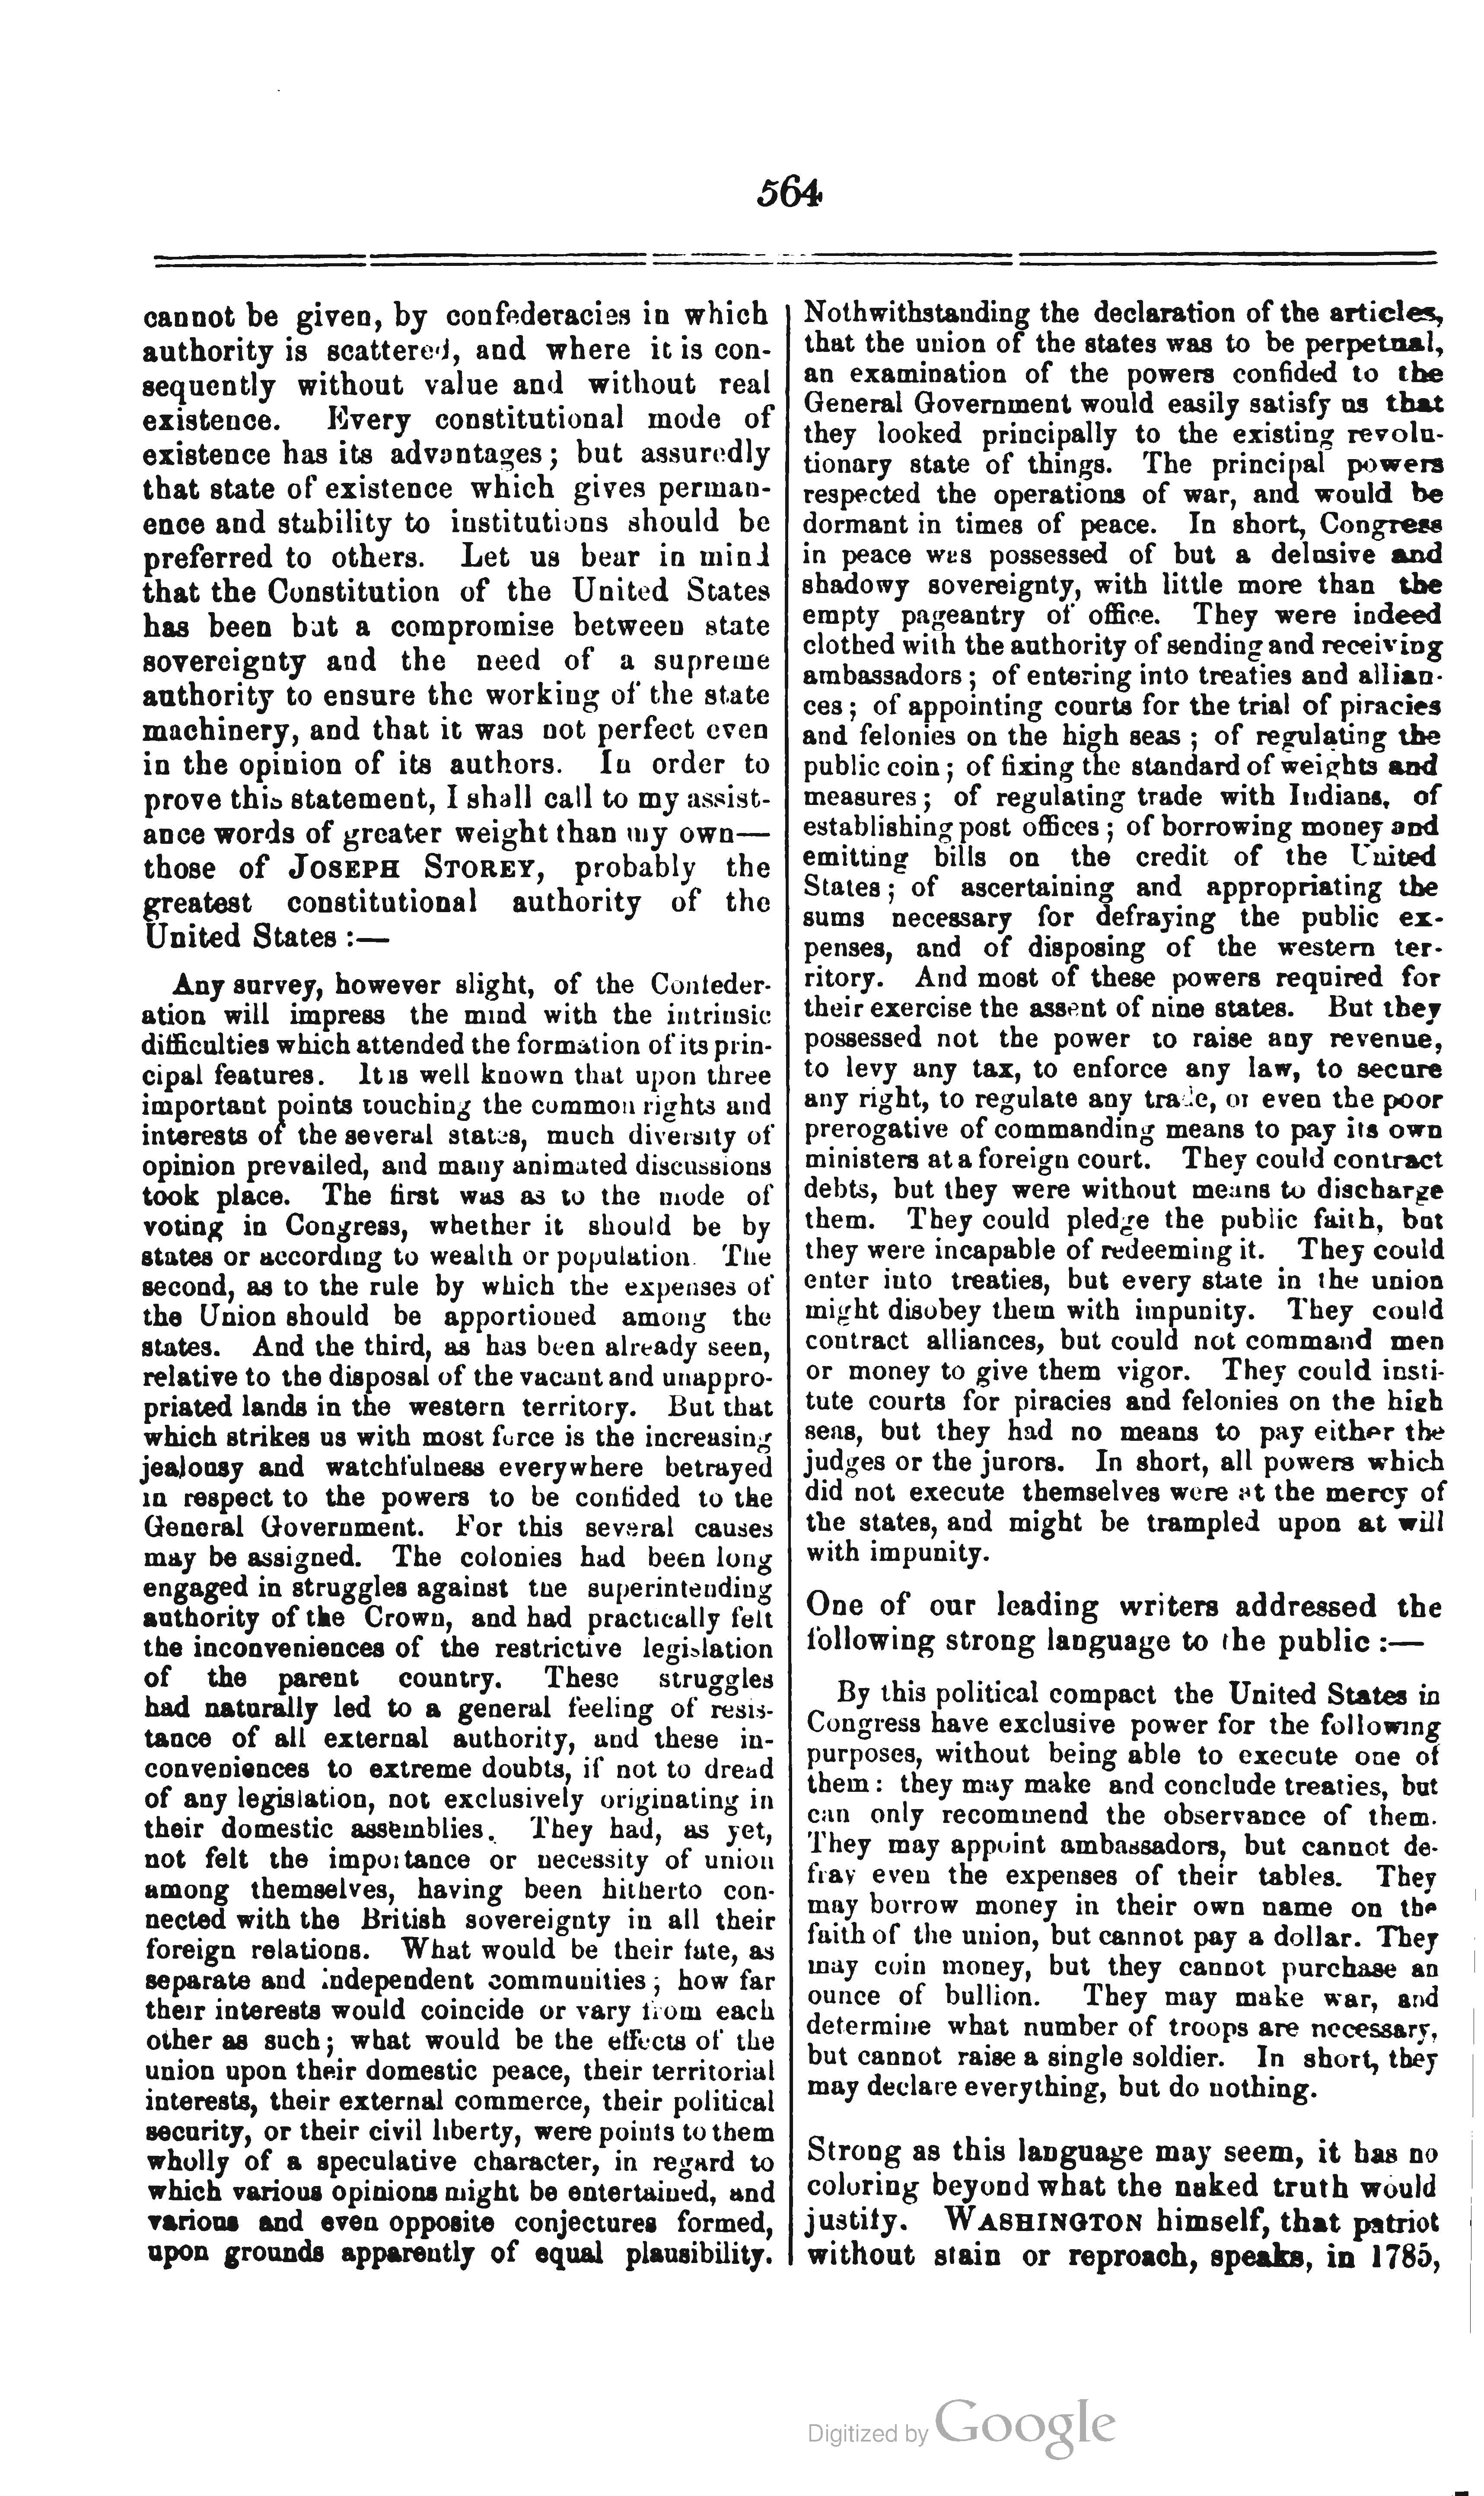 564
cannot be given, by confederacies in which
authority is scattered, and where it is con-
sequently without value and without real
existence. Every constitutional mode of
existence has its advantages; but assuredly
that state of existence which gives perman-
ence and stability to institutions should be
preferred to others. Let us bear in mind
that the Constitution of the United States
has been but a compromise between state
sovereignty and the need of a supreme
authority to ensure the working of the state
machinery, and that it was not perfect even
in the opinion of its authors. In order to
prove this statement, I shall call to my assist-
ance words of greater weight than my own—
those of JOSEPH STOREY, probably the
greatest constitutional authority of the
United States :—
Any survey, however slight, of the Confeder-
ation will impress the mind with the intrinsic
difficulties which attended the formation of its prin-
cipal features. It is well known that upon three
important points touching the common rights and
interests of the several states, much diversity of
opinion prevailed, and many animated discussions
took place. The first was as to the mode of
voting in Congress, whether it should be by
states or according to wealth or population. The
second, as to the rule by which the expenses of
the Union should be apportioned among the
states. And the third, as has been already seen,
relative to the disposal of the vacant and unappro-
priated lands in the western territory. But that
which strikes us with most force is the increasing
jealousy and watchfulness everywhere betrayed
in respect to the powers to be confided to the
General Government. For this several causes
may be assigned. The colonies had been long
engaged in struggles against the superintending
authority of the Crown, and had practically felt
the inconveniences of the restrictive legislation
of the parent country. These struggles
had naturally led to a general feeling of resis-
tance of all external authority, and these in-
conveniences to extreme doubts, if not to dread
of any legislation, not exclusively originating in
their domestic assemblies. They had, as yet,
not felt the importance or necessity of union
among themselves, having been hitherto con-
nected with the British sovereignty in all their
foreign relations. What would be their fate, as
separate and independent communities; how far
their interests would coincide or vary from each
other as such; what would be the effects of the
union upon their domestic peace, their territorial
interests, their external commerce, their political
security, or their civil liberty, were points to them
wholly of a speculative character, in regard to
which various opinions might be entertained, and
various and even opposite conjectures formed,
upon grounds apparently of equal plausibility.
Nothwithstanding the declaration of the articles,
that the union of the states was to be perpetual,
an examination of the powers confided to the
General Government would easily satisfy us that
they looked principally to the existing revolu-
tionary state of things. The principal powers
respected the operations of war, and would be
dormant in times of peace. In short, Congress
in peace was possessed of but a delusive and
shadowy sovereignty, with little more than the
empty pageantry of office. They were indeed
clothed with the authority of sending and receiving
ambassadors; of entering into treaties and allian-
ces; of appointing courts for the trial of piracies
and felonies on the high seas; of regulating the
public coin; of fixing the standard of weights and
measures; of regulating trade with Indians, of
establishing post offices; of borrowing money and
emitting bills on the credit of the United
States; of ascertaining and appropriating the
sums necessary for defraying the public ex-
penses, and of disposing of the western ter-
ritory. And most of these powers required for
their exercise the assent of nine states. But they
possessed not the power to raise any revenue,
to levy any tax, to enforce any law, to secure
any right, to regulate any trade, or even the poor
prerogative of commanding means to pay its own
ministers at a foreign court. They could contract
debts, but they were without means to discharge
them. They could pledge the public faith, but
they were incapable of redeeming it. They could
enter into treaties, but every state in the union
might disobey them with impunity. They could
contract alliances, but could not command men
or money to give them vigor. They could insti-
tute courts for piracies and felonies on the high
seas, but they had no means to pay either the
judges or the jurors. In short, all powers which
did not execute themselves were at the mercy of
the states, and might be trampled upon at will
with impunity.
One of our leading writers addressed the
following strong language to the public :—
By this political compact the United States in
Congress have exclusive power for the following
purposes, without being able to execute one of
them: they may make and conclude treaties, but
can only recommend the observance of them.
They may appoint ambassadors, but cannot de-
fray even the expenses of their tables. They
may borrow money in their own name on the
faith of the union, but cannot pay a dollar. They
may coin money, but they cannot purchase an
ounce of bullion. They may make war, and
determine what number of troops are necessary,
but cannot raise a single soldier. In short, they
may declare everything, but do nothing.
Strong as this language may seem, it has no
coloring beyond what the naked truth would
justify. WASHINGTON himself, that patriot
without stain or reproach, speaks, in 1785,
Digitized by Google